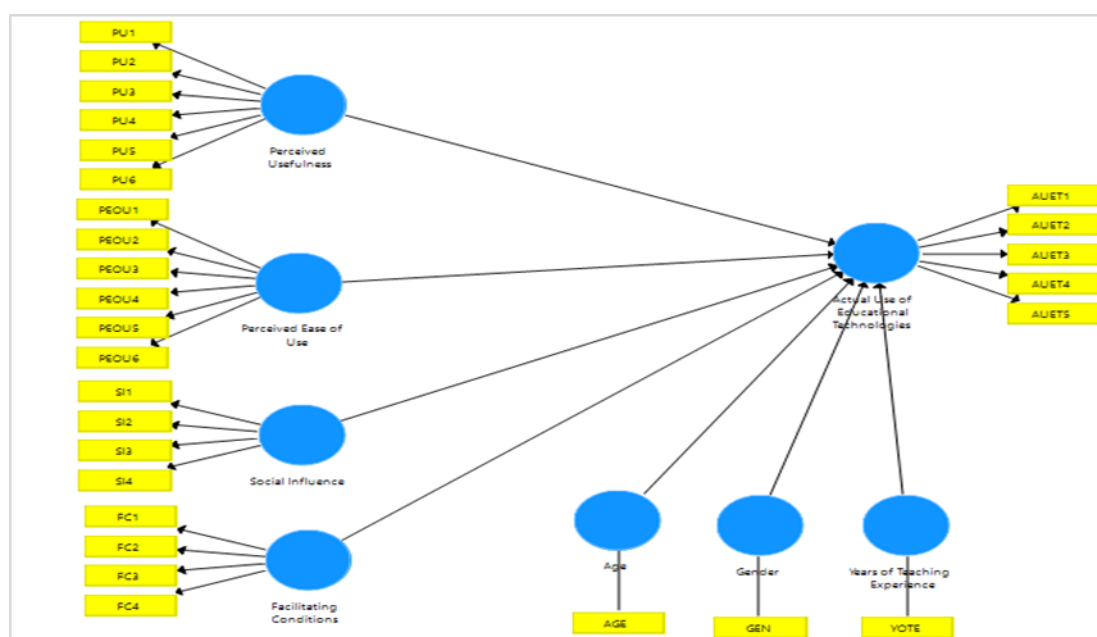 PU1
PU2
PU3
PU4
PU5
PU6
Perceived
Usefulness
PEOU1
PEOU2
PEOU3
PEOU4
PEOU5
PEOU6
Perceived Ease of
Use
SI1
SI2
SI3
SI4
Social Influence
FC1
FC2
FC3
FC4
Facilitating
Conditions
AUET1
AUET2
AUET3
AUET4
AUET5
Actual Use of
Educational
Technologies
Age
Gender
Years of Teaching
Experience
AGE
GEN
YOTE